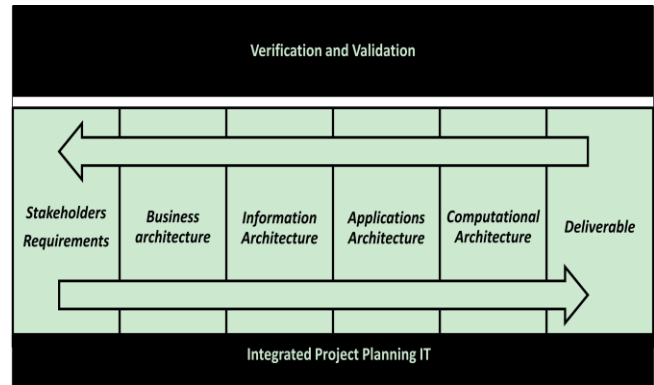 Verification and Validation
Stakeholders
Requirements
Business
architecture
Information
Architecture
Applications
Architecture
Computational
Architecture
Deliverable
Integrated Project Planning IT